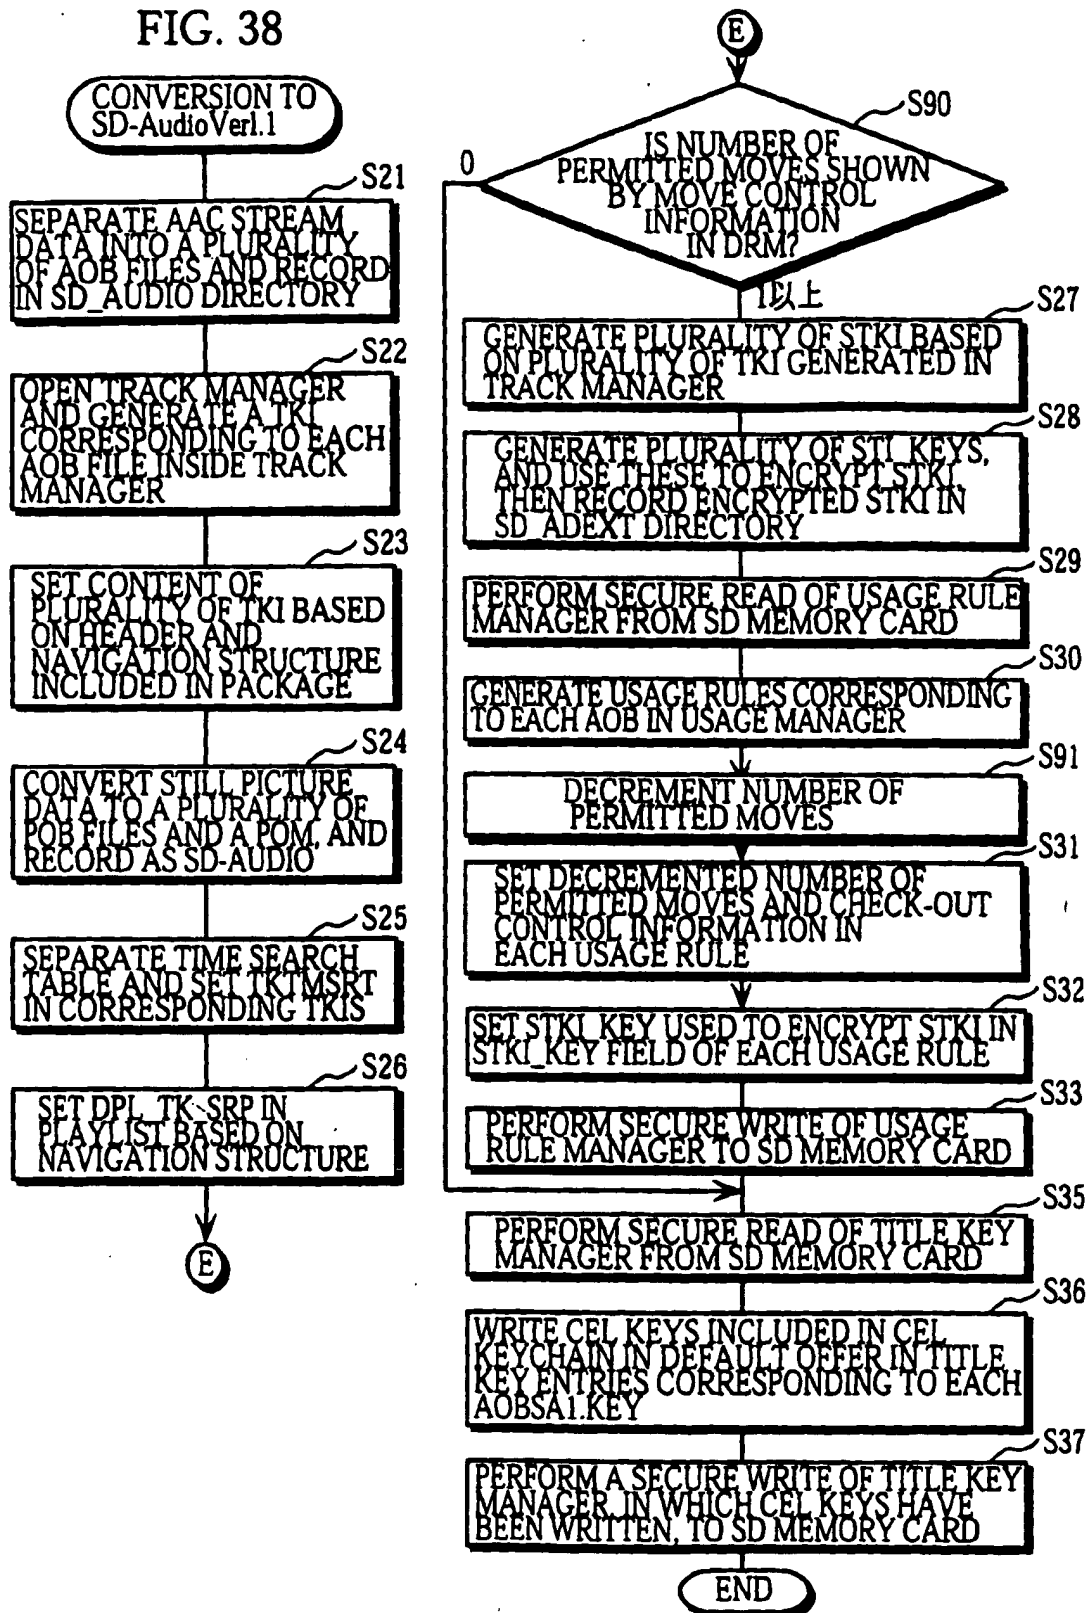 FIG. 38
CONVERSION TO
SD-AudioVer1.1
S21
SEPARATE AAC STREAM
DATA INTO A PLURALITY
OF AOB FILES AND RECORD
IN SD_AUDIO DIRECTORY
S22
OPEN TRACK MANAGER
AND GENERATE A TKI
CORRESPONDING TO EACH
AOB FILE INSIDE TRACK
MANAGER
S23
SET CONTENT OF
PLURALITY OF TKI BASED
ON HEADER AND
NAVIGATION STRUCTURE
INCLUDED IN PACKAGE
S24
CONVERT STILL PICTURE
DATA TO A PLURALITY OF
POB FILES AND A POM, AND
RECORD AS SD-AUDIO
S25
SEPARATE TIME SEARCH
TABLE AND SET TKTMSRT
IN CORRESPONDING TKIS
S26
SET DPL_TK-SRP IN
PLAYLIST BASED ON
NAVIGATION STRUCTURE
E
E
S90
IS NUMBER OF
PERMITTED MOVES SHOWN
BY MOVE CONTROL
INFORMATION
IN DRM?
0
1以上
S27
GENERATE PLURALITY OF STKI BASED
ON PLURALITY OF TKI GENERATED IN
TRACK MANAGER
S28
GENERATE PLURALITY OF STI_KEYS,
AND USE THESE TO ENCRYPT STKI,
THEN RECORD ENCRYPTED STKI IN
SD_ADEXT DIRECTORY
S29
PERFORM SECURE READ OF USAGE RULE
MANAGER FROM SD MEMORY CARD
S30
GENERATE USAGE RULES CORRESPONDING
TO EACH AOB IN USAGE MANAGER
S91
DECREMENT NUMBER OF
PERMITTED MOVES
S31
SET DECREMENTED NUMBER OF
PERMITTED MOVES AND CHECK-OUT
CONTROL INFORMATION IN
EACH USAGE RULE
S32
SET STKI_KEY USED TO ENCRYPT STKI IN
STKI_KEY FIELD OF EACH USAGE RULE
S33
PERFORM SECURE WRITE OF USAGE
RULE MANAGER TO SD MEMORY CARD
S35
PERFORM SECURE READ OF TITLE KEY
MANAGER FROM SD MEMORY CARD
S36
WRITE CEL KEYS INCLUDED IN CEL
KEYCHAIN IN DEFAULT OFFER IN TITLE
KEY ENTRIES CORRESPONDING TO EACH
AOBSA1.KEY
S37
PERFORM A SECURE WRITE OF TITLE KEY
MANAGER, IN WHICH CEL KEYS HAVE
BEEN WRITTEN, TO SD MEMORY CARD
END